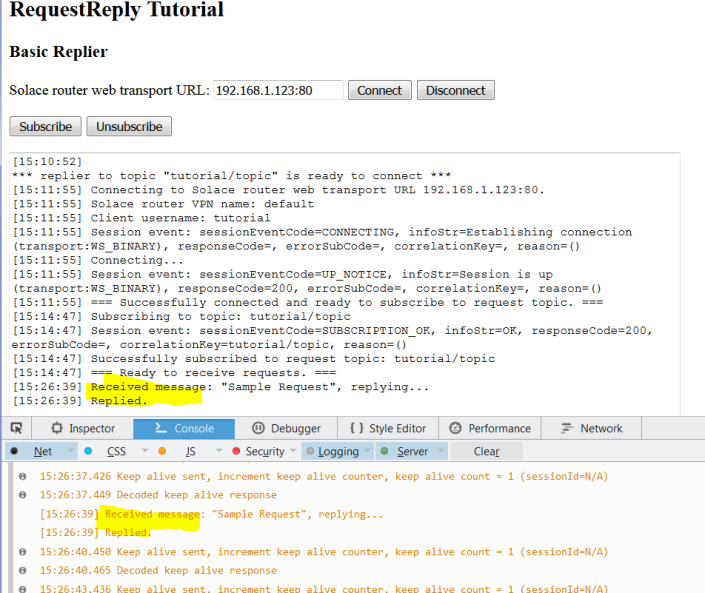 RequestReply Tutorial
Basic Replier
Solace router web transport URL: 192.168.1.123:80 Connect Disconnect
Subscribe Unsubscribe
[15:10:52]
*** replier to topic "tutorial/topic" is ready to connect ***
[15:11:55] Connecting to Solace router web transport URL 192.168.1.123:80.
[15:11:55] Solace router VPN name: default
[15:11:55] Client username: tutorial
[15:11:55] Session event: sessionEventCode=CONNECTING, infoStr=Establishing connection
(transport:WS_BINARY), responseCode=, errorSubCode=, correlationKey=, reason=()
[15:11:55] Connecting...
[15:11:55] Session event: sessionEventCode=UP_NOTICE, infoStr=Session is up
(transport:WS_BINARY), responseCode=200, errorSubCode=, correlationKey=, reason=()
[15:11:55] === Successfully connected and ready to subscribe to request topic. ===
[15:14:47] Subscribing to topic: tutorial/topic
[15:14:47] Session event: sessionEventCode=SUBSCRIPTION_OK, infoStr=OK, responseCode=200,
errorSubCode=, correlationKey=tutorial/topic, reason=()
[15:14:47] Successfully subscribed to request topic: tutorial/topic
[15:14:47] === Ready to receive requests. ===
[15:26:39] Received message: "Sample Request", replying...
[15:26:39] Replied.
Inspector Console Debugger { } Style Editor Performance Network
Net CSS JS Security Logging Server Clear
15:26:37.426 Keep alive sent, increment keep alive counter, keep alive count = 1 (sessionId=N/A)
15:26:37.449 Decoded keep alive response
[15:26:39] Received message: "Sample Request", replying...
[15:26:39] Replied.
15:26:40.450 Keep alive sent, increment keep alive counter, keep alive count = 1 (sessionId=N/A)
15:26:40.465 Decoded keep alive response
15:26:43.436 Keep alive sent, increment keep alive counter, keep alive count = 1 (sessionId=N/A)